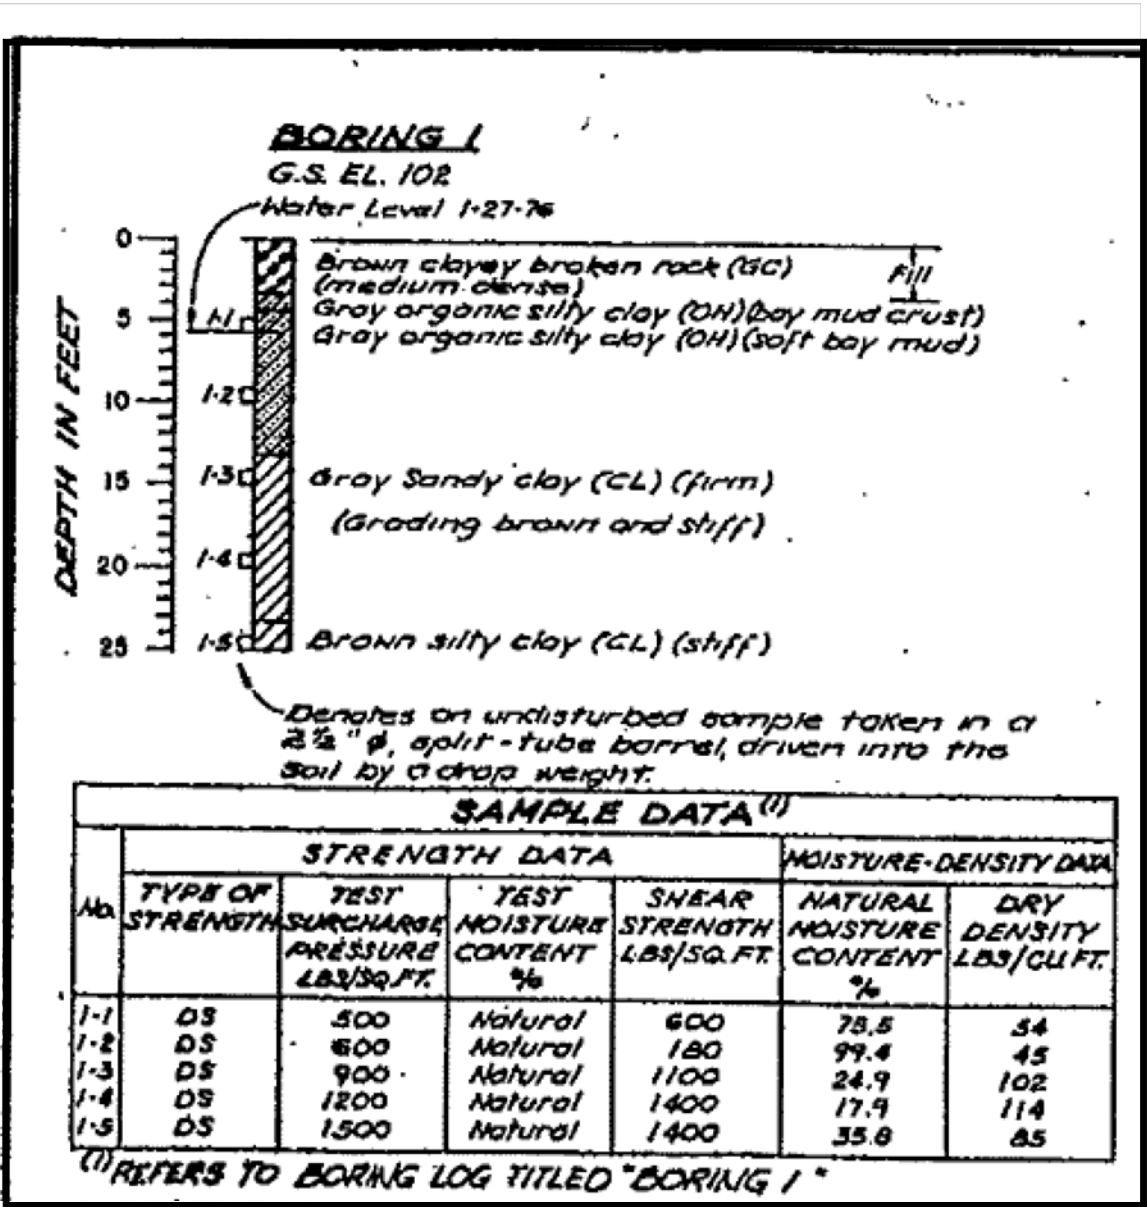 BORING 1
G.S. EL. 102
Water Level 1-27-76
DEPTH IN FEET
0
5
10
15
20
25
1-1
1-2
1-3
1-4
1-5
Brown clayey broken rock (GC)
(medium dense)
Fill
Gray organic silty clay (OH) (bay mud crust)
Gray organic silty clay (OH) (soft bay mud)
Gray Sandy clay (CL) (firm)
(Grading brown and stiff)
Brown silty clay (CL) (stiff)
Denotes an undisturbed sample taken in a
2½" ø, split-tube barrel, driven into the
soil by a drop weight.
SAMPLE DATA (1)
STRENGTH DATA MOISTURE-DENSITY DATA
No. TYPE OF STRENGTH TEST SURCHARGE PRESSURE LBS/SQ.FT. TEST MOISTURE CONTENT % SHEAR STRENGTH LBS/SQ.FT. NATURAL MOISTURE CONTENT % DRY DENSITY LBS/CU.FT.
1-1 DS 500 Natural 600 54
1-2 DS 600 Natural 180 99.4 45
1-3 DS 900 Natural 1100 24.9 102
1-4 DS 1200 Natural 1400 17.9 114
1-5 DS 1500 Natural 1400 35.8 85
(1) REFERS TO BORING LOG TITLED "BORING 1"